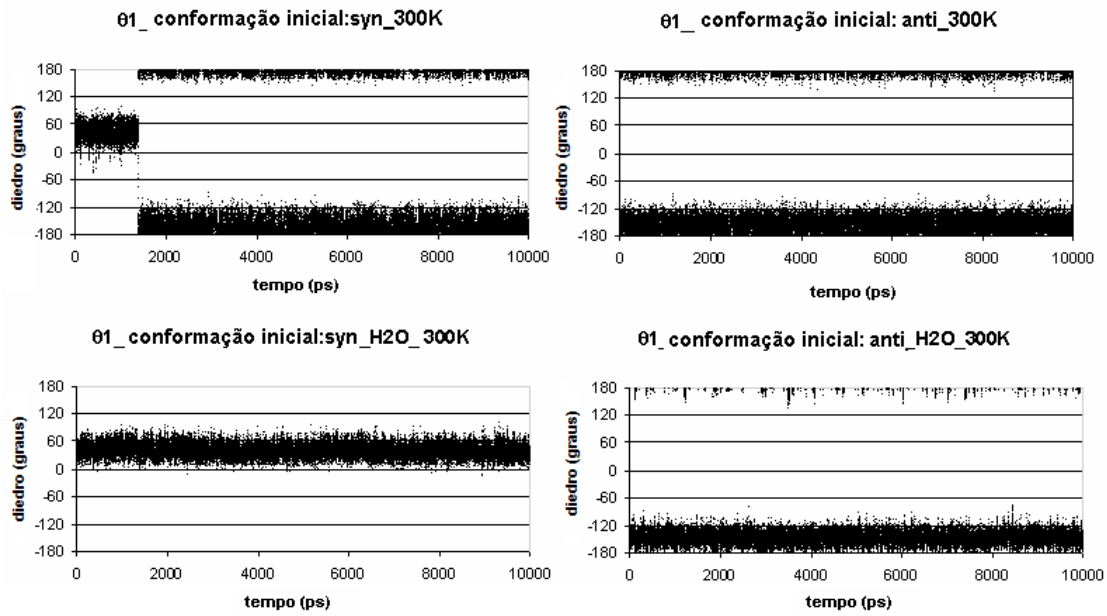 θ1_ conformação inicial:syn_300K
diedro (graus)
180
120
60
0
-60
-120
-180
0 2000 4000 6000 8000 10000
tempo (ps)
θ1_ conformação inicial: anti_300K
diedro (graus)
180
120
60
0
-60
-120
-180
0 2000 4000 6000 8000 10000
tempo (ps)
θ1_ conformação inicial:syn_H2O_300K
diedro (graus)
180
120
60
0
-60
-120
-180
0 2000 4000 6000 8000 10000
tempo (ps)
θ1_ conformação inicial: anti_H2O_300K
diedro (graus)
180
120
60
0
-60
-120
-180
0 2000 4000 6000 8000 10000
tempo (ps)